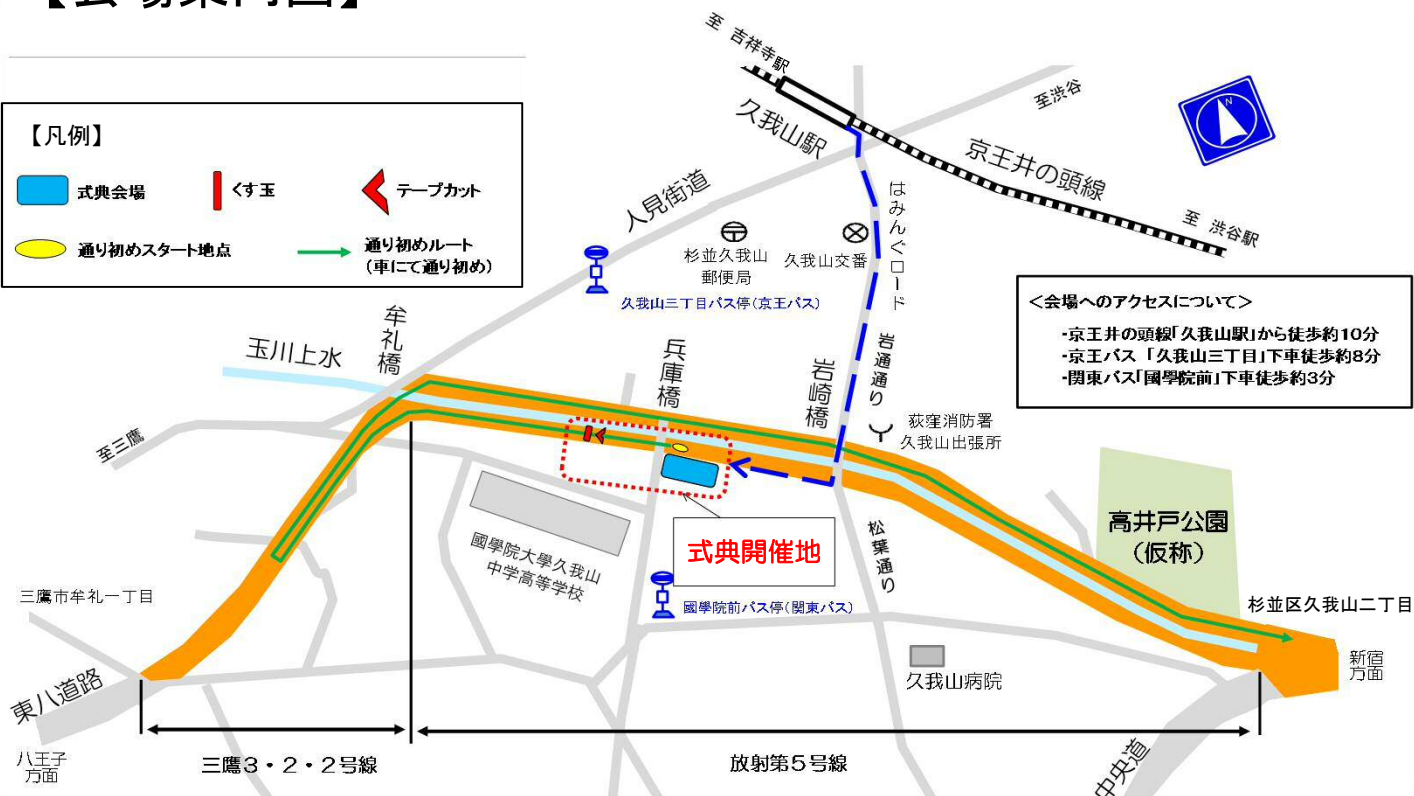 【会場案内図】
至 吉祥寺駅
久我山駅
至渋谷
京王井の頭線
至 渋谷駅
N
【凡例】
式典会場
くす玉
テープカット
通り初めスタート地点
通り初めルート
(車にて通り初め)
人見街道
はみんぐロード
杉並久我山
郵便局
久我山交番
久我山三丁目バス停(京王バス)
<会場へのアクセスについて>
・京王井の頭線「久我山駅」から徒歩約10分
・京王バス 「久我山三丁目」下車徒歩約8分
・関東バス「國學院前」下車徒歩約3分
玉川上水
牟礼橋
兵庫橋
岩崎橋
岩通通り
荻窪消防署
久我山出張所
至三鷹
高井戸公園
(仮称)
國學院大學久我山
中学高等学校
式典開催地
松葉通り
國學院前バス停(関東バス)
三鷹市牟礼一丁目
杉並区久我山二丁目
新宿
方面
久我山病院
東八道路
八王子
方面
三鷹3・2・2号線
放射第5号線
中央道